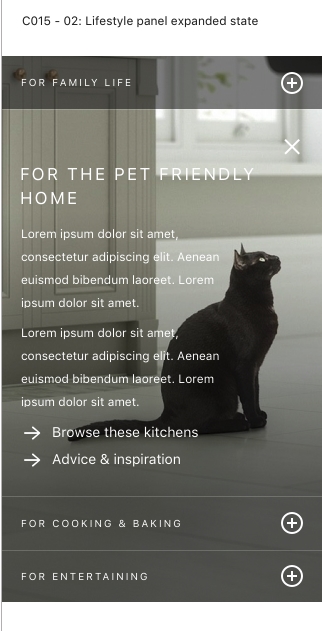 C015 - 02: Lifestyle panel expanded state
FOR FAMILY LIFE
FOR THE PET FRIENDLY
HOME
Lorem ipsum dolor sit amet,
consectetur adipiscing elit. Aenean
euismod bibendum laoreet. Lorem
ipsum dolor sit amet.
Lorem ipsum dolor sit amet,
consectetur adipiscing elit. Aenean
euismod bibendum laoreet. Lorem
ipsum dolor sit amet.
Browse these kitchens
Advice & inspiration
FOR COOKING & BAKING
FOR ENTERTAINING